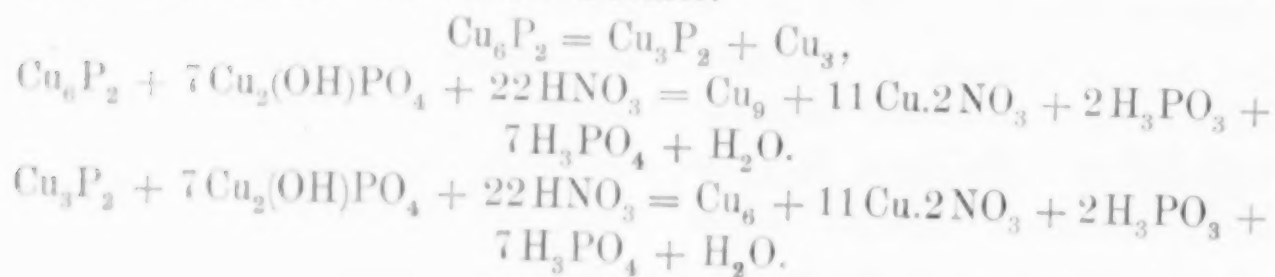 Cu₆P₂ = Cu₃P₂ + Cu₃,
Cu₆P₂ + 7Cu₂(OH)PO₄ + 22HNO₃ = Cu₉ + 11Cu.2NO₃ + 2H₃PO₃ +
7H₃PO₄ + H₂O.
Cu₃P₂ + 7Cu₂(OH)PO₄ + 22HNO₃ = Cu₆ + 11Cu.2NO₃ + 2H₃PO₃ +
7H₃PO₄ + H₂O.